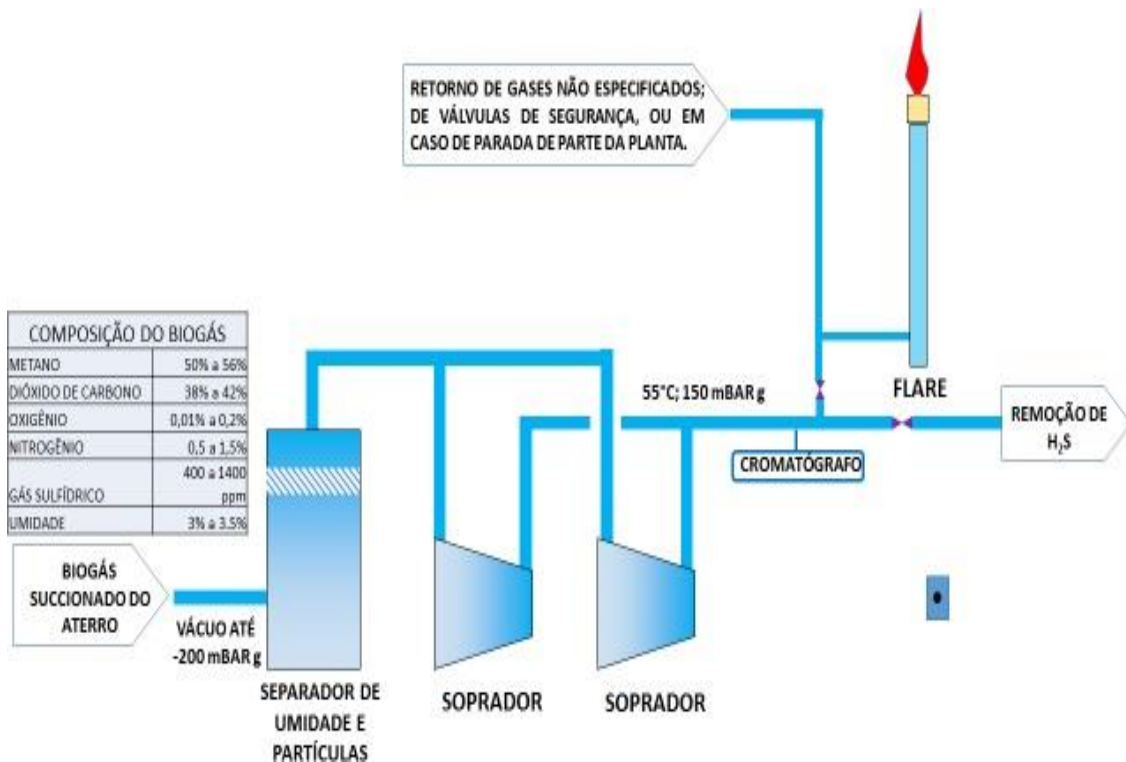 RETORNO DE GASES NÃO ESPECIFICADOS;
DE VÁLVULAS DE SEGURANÇA, OU EM
CASO DE PARADA DE PARTE DA PLANTA.
COMPOSIÇÃO DO BIOGÁS
METANO 50% a 56%
DIÓXIDO DE CARBONO 38% a 42%
OXIGÊNIO 0,01% a 0,2%
NITROGÊNIO 0,5 a 1,5%
400 a 1400
GÁS SULFÍDRICO ppm
UMIDADE 3% a 3.5%
55°C; 150 mBAR g
FLARE
CROMATÓGRAFO
REMOÇÃO DE
H₂S
BIOGÁS
SUCCIONADO DO
ATERRO
VÁCUO ATÉ
-200 mBAR g
SEPARADOR DE
UMIDADE E
PARTÍCULAS
SOPRADOR
SOPRADOR